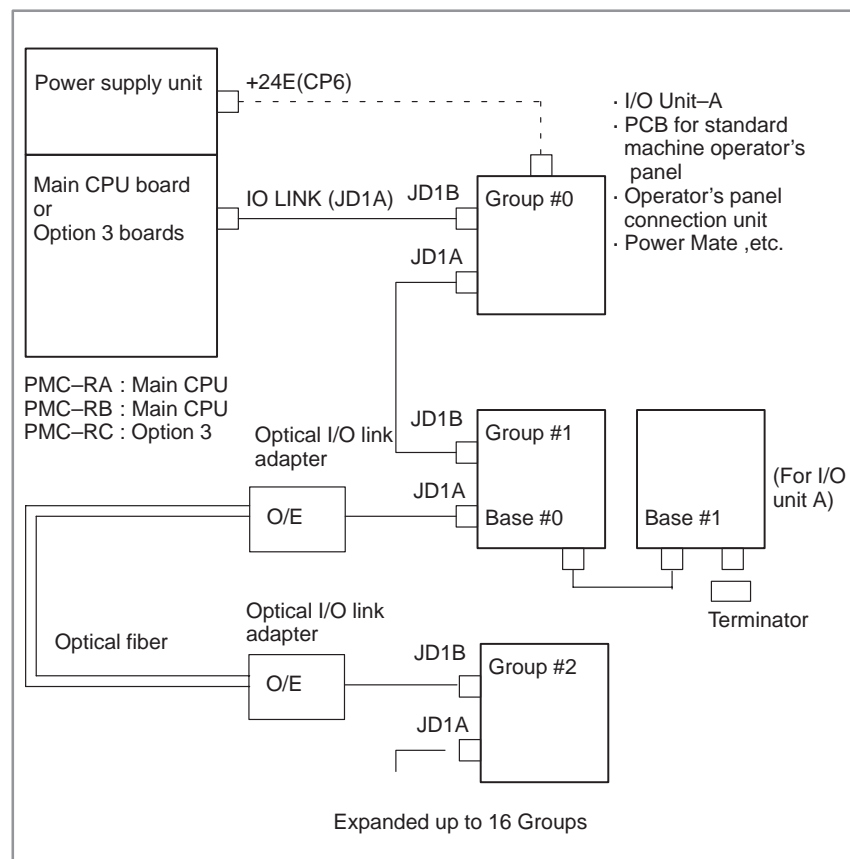 Power supply unit
+24E(CP6)
Main CPU board
or
Option 3 boards
IO LINK (JD1A)
JD1B
Group #0
JD1A
· I/O Unit–A
· PCB for standard
machine operator's
panel
· Operator's panel
connection unit
· Power Mate ,etc.
PMC–RA : Main CPU
PMC–RB : Main CPU
PMC–RC : Option 3
Optical I/O link
adapter
O/E
JD1B
Group #1
JD1A
Base #0
Base #1
(For I/O
unit A)
Terminator
Optical fiber
Optical I/O link
adapter
O/E
JD1B
Group #2
JD1A
Expanded up to 16 Groups